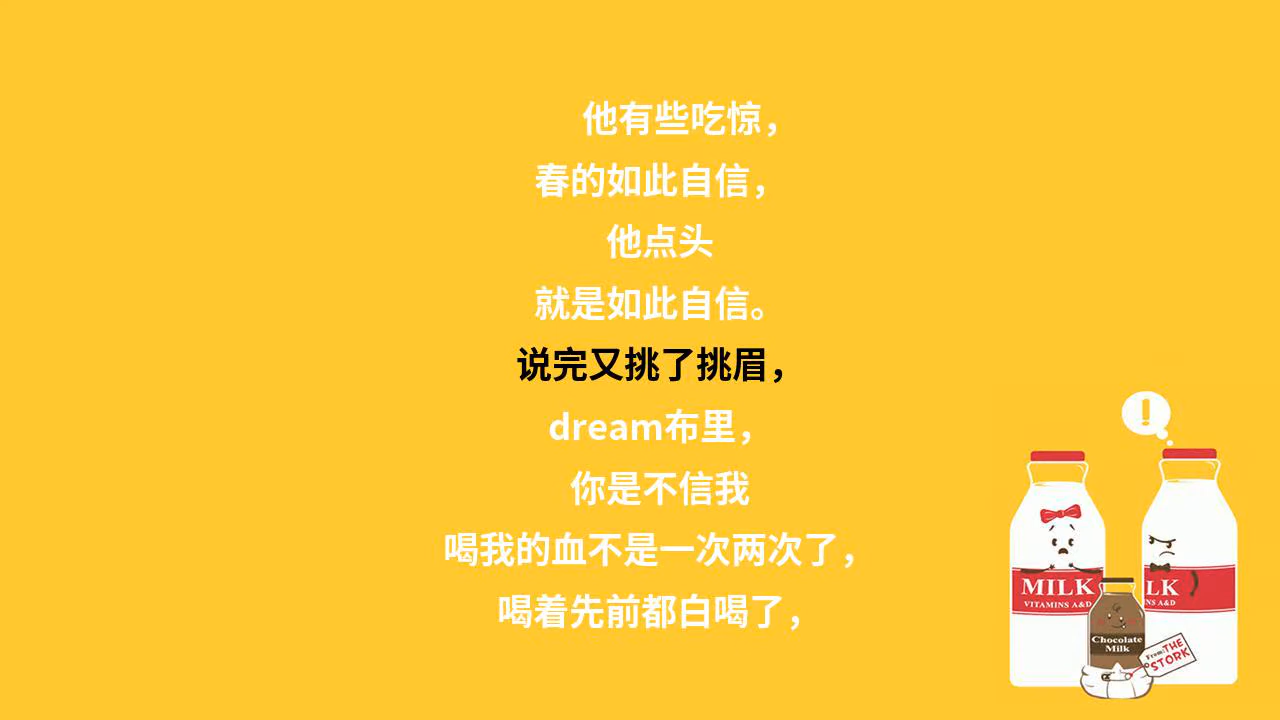 他有些吃惊，
春的如此自信，
他点头
就是如此自信。
说完又挑了挑眉，
dream布里，
你是不信我
喝我的血不是一次两次了，
喝着先前都白喝了，
!
MILK
VITAMINS A&D
LK
NS A&D
Chocolate
Milk
From: THE
STORK